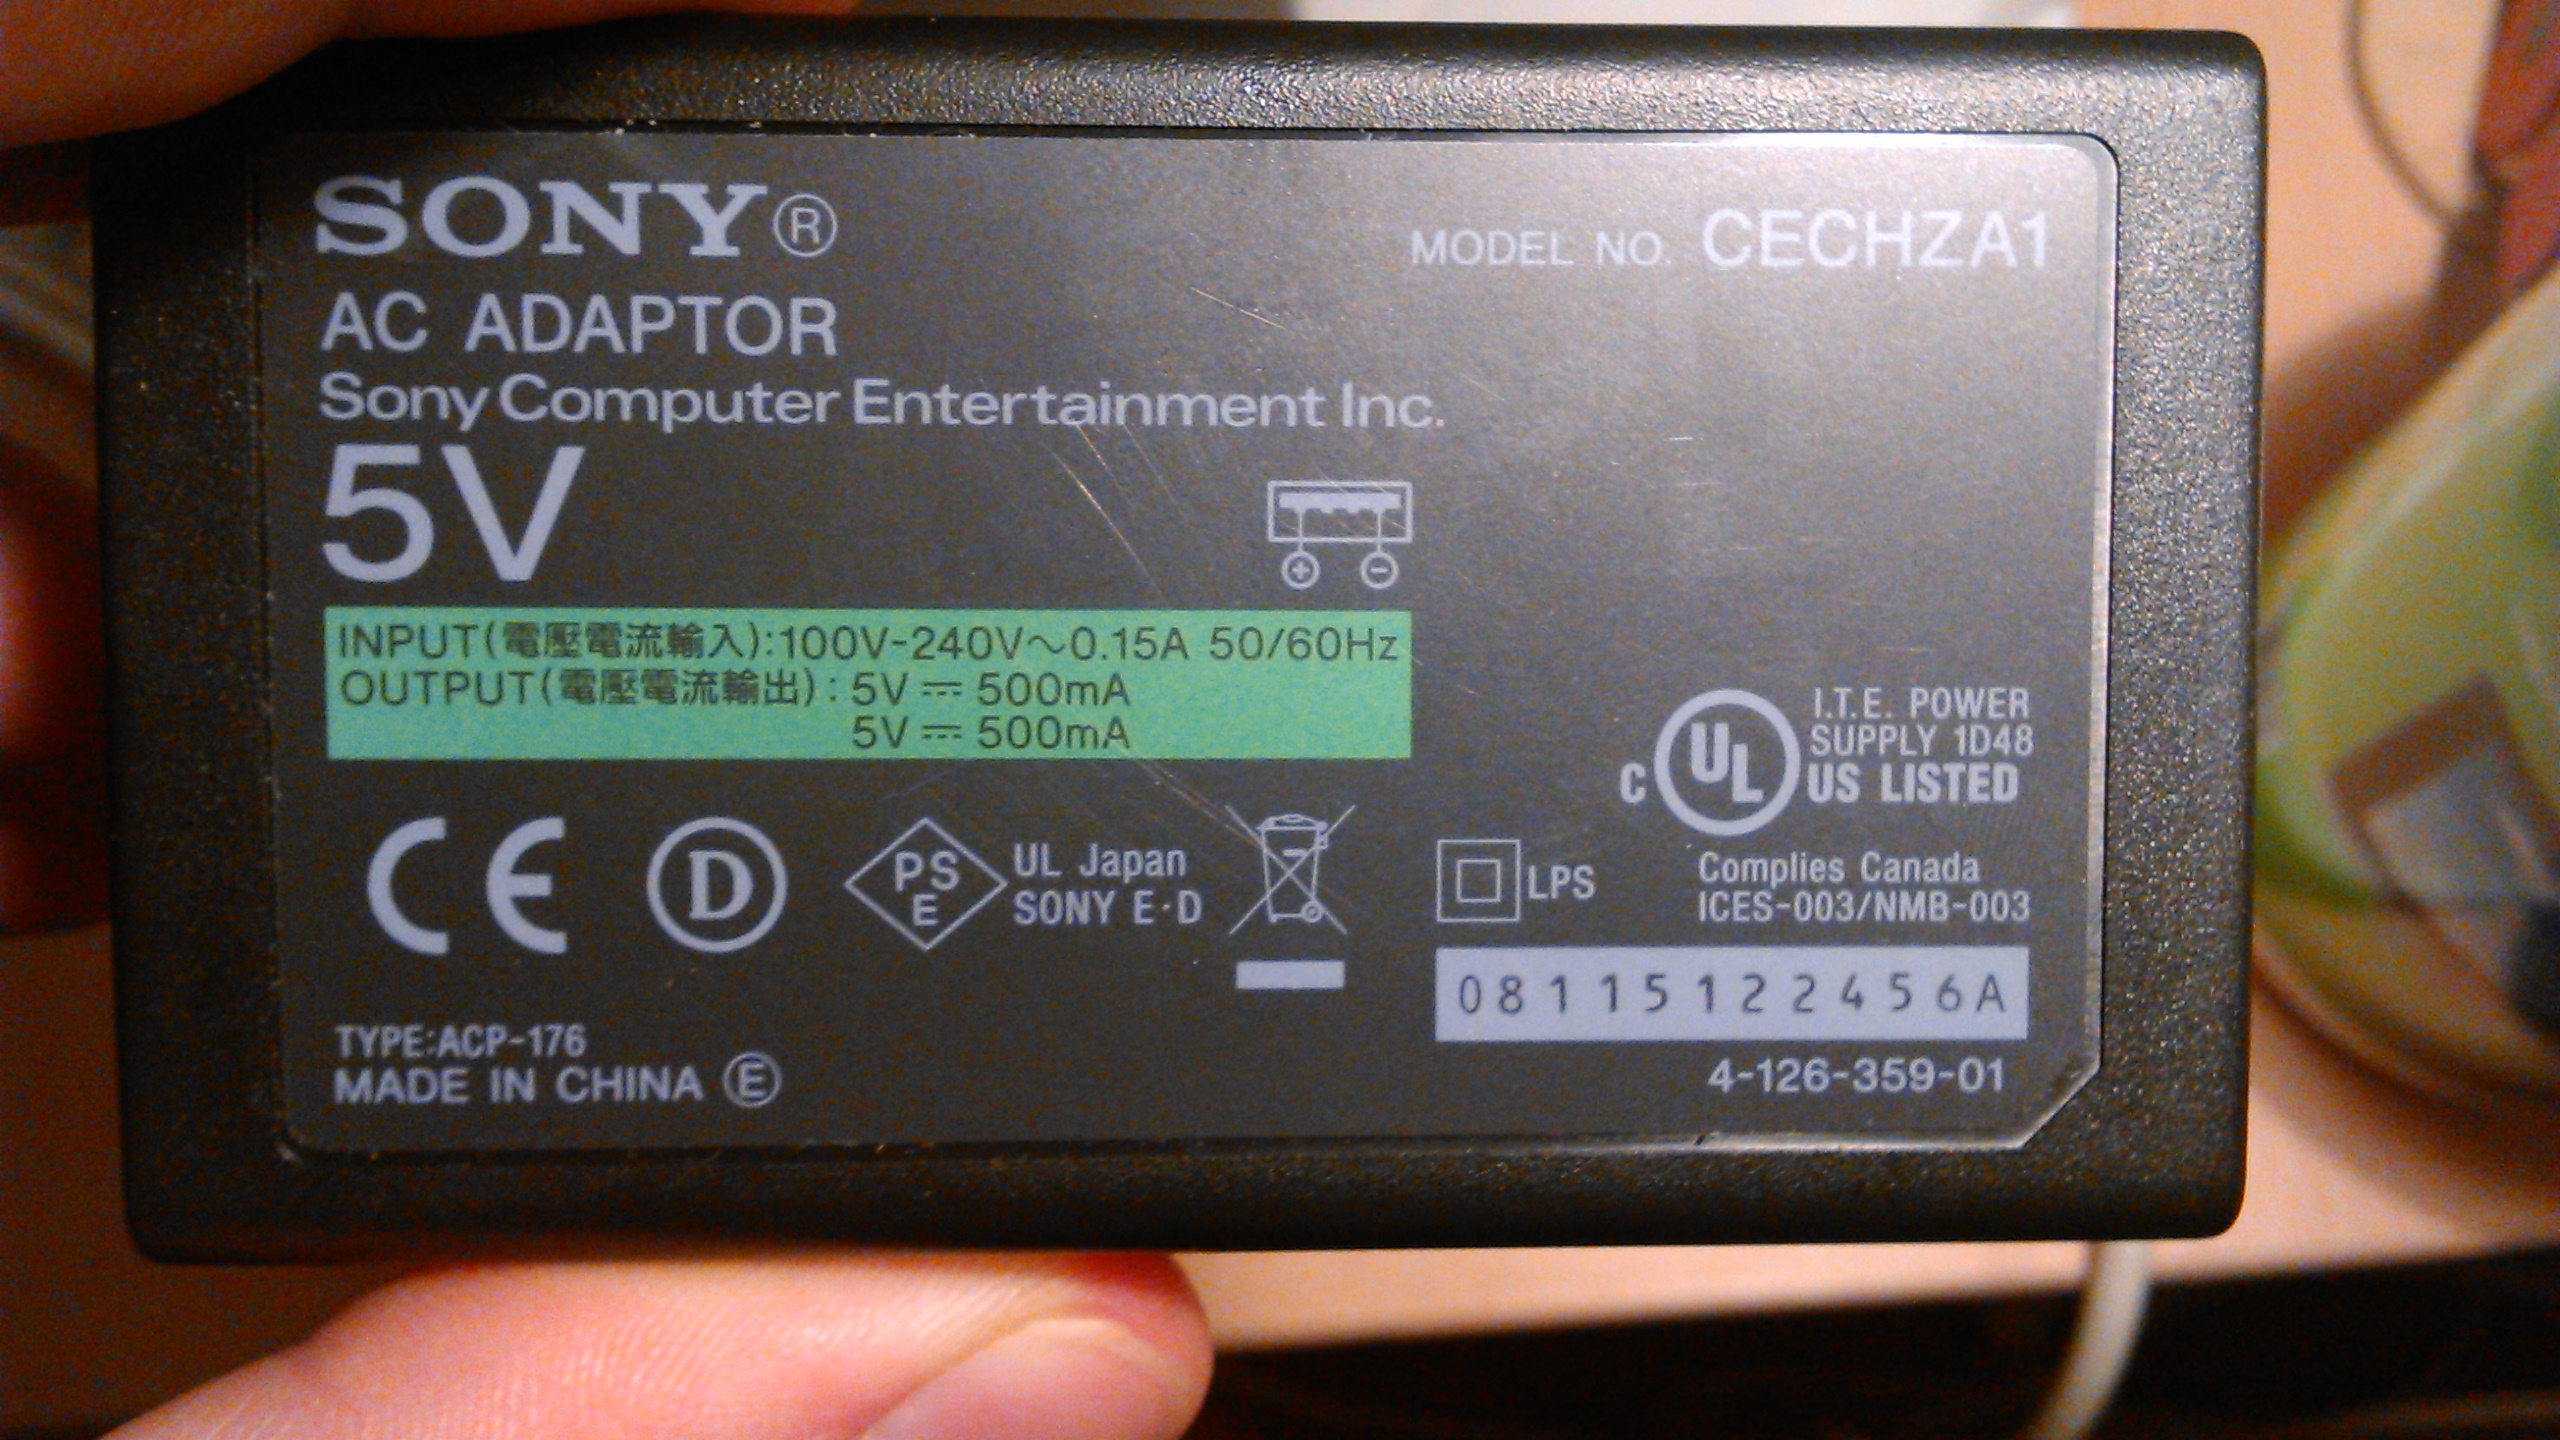 SONY®
MODEL NO. CECHZA1
AC ADAPTOR
Sony Computer Entertainment Inc.
5V
INPUT(電壓電流輸入):100V-240V～0.15A 50/60Hz
OUTPUT(電壓電流輸出): 5V ⎓ 500mA
5V ⎓ 500mA
I.T.E. POWER
SUPPLY 1D48
C UL US LISTED
CE
D
PS
E
UL Japan
SONY E·D
LPS
Complies Canada
ICES-003/NMB-003
08115122456A
TYPE:ACP-176
MADE IN CHINA Ⓔ
4-126-359-01